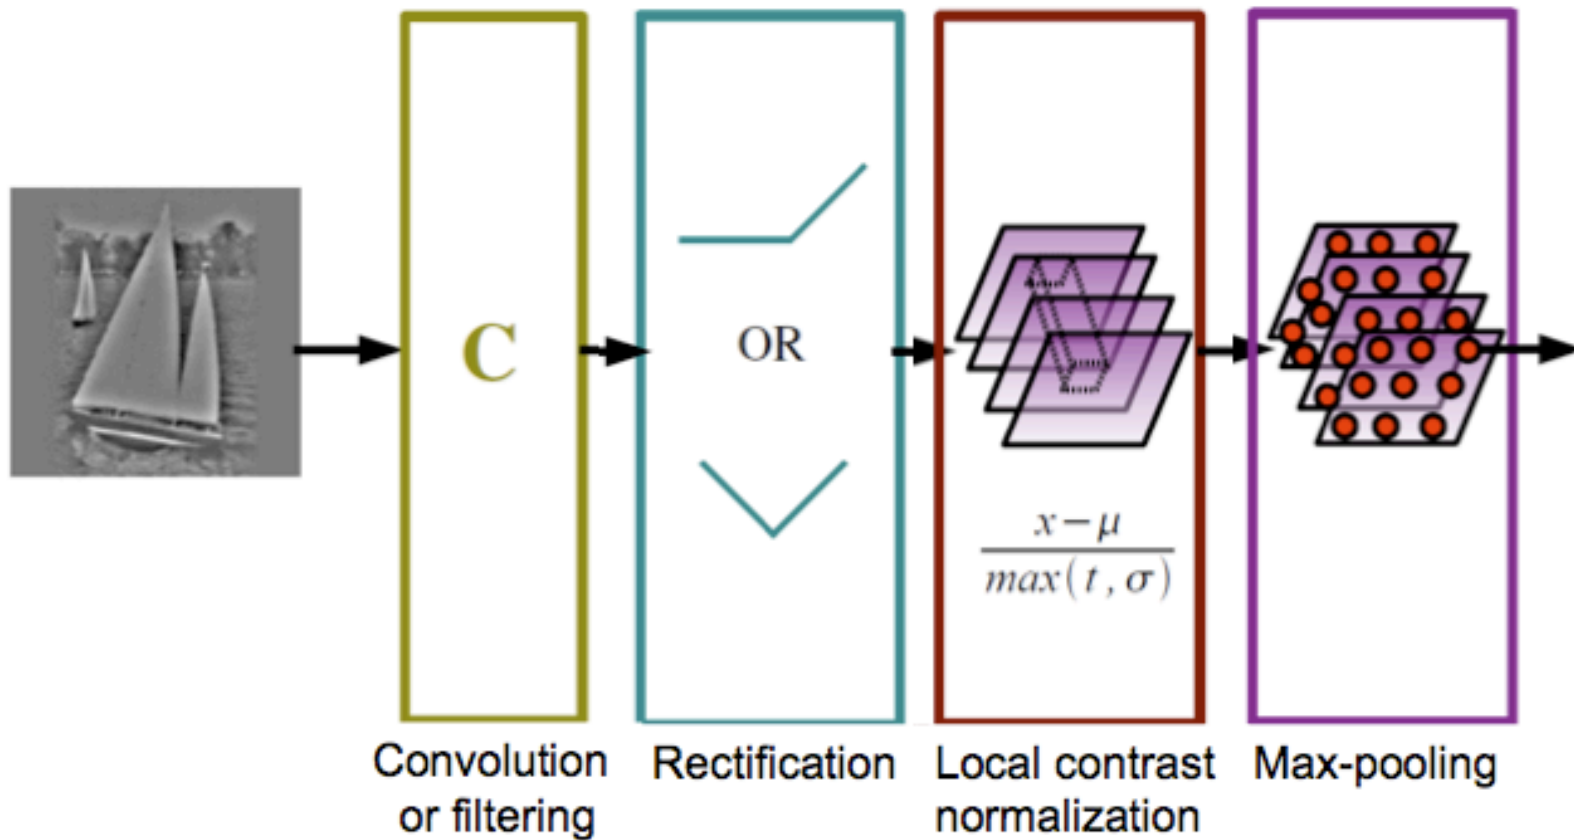 C
OR
x − μ
max(t, σ)
Convolution
or filtering
Rectification
Local contrast
normalization
Max-pooling